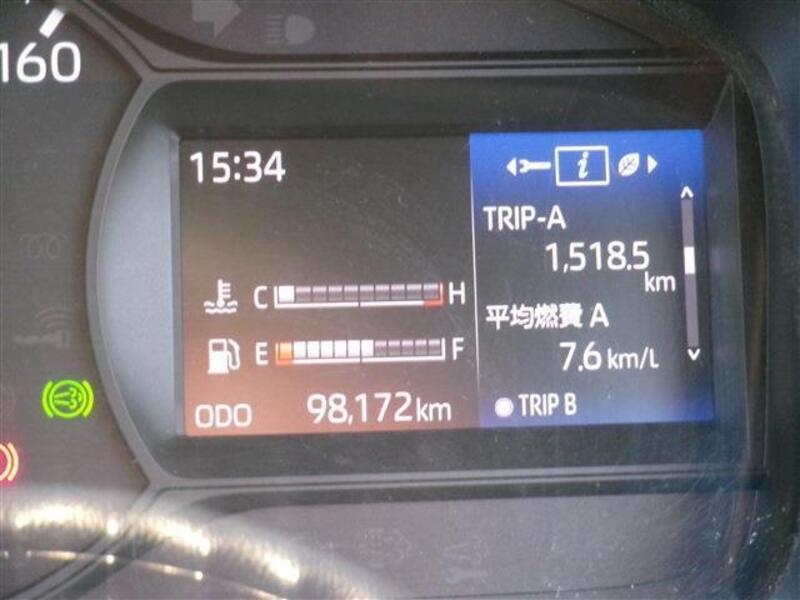 160
15:34
TRIP-A
1,518.5
km
C H
平均燃費 A
E F
7.6 km/L
ODO 98,172 km
TRIP B